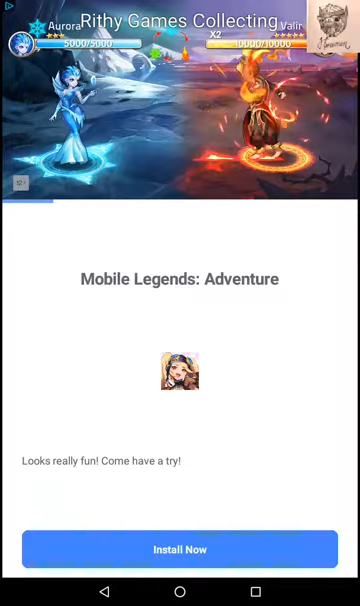 Rithy Games Collecting
Aurora
Valir
X2
5000/5000
10000/10000
12+
Mobile Legends: Adventure
Looks really fun! Come have a try!
Install Now